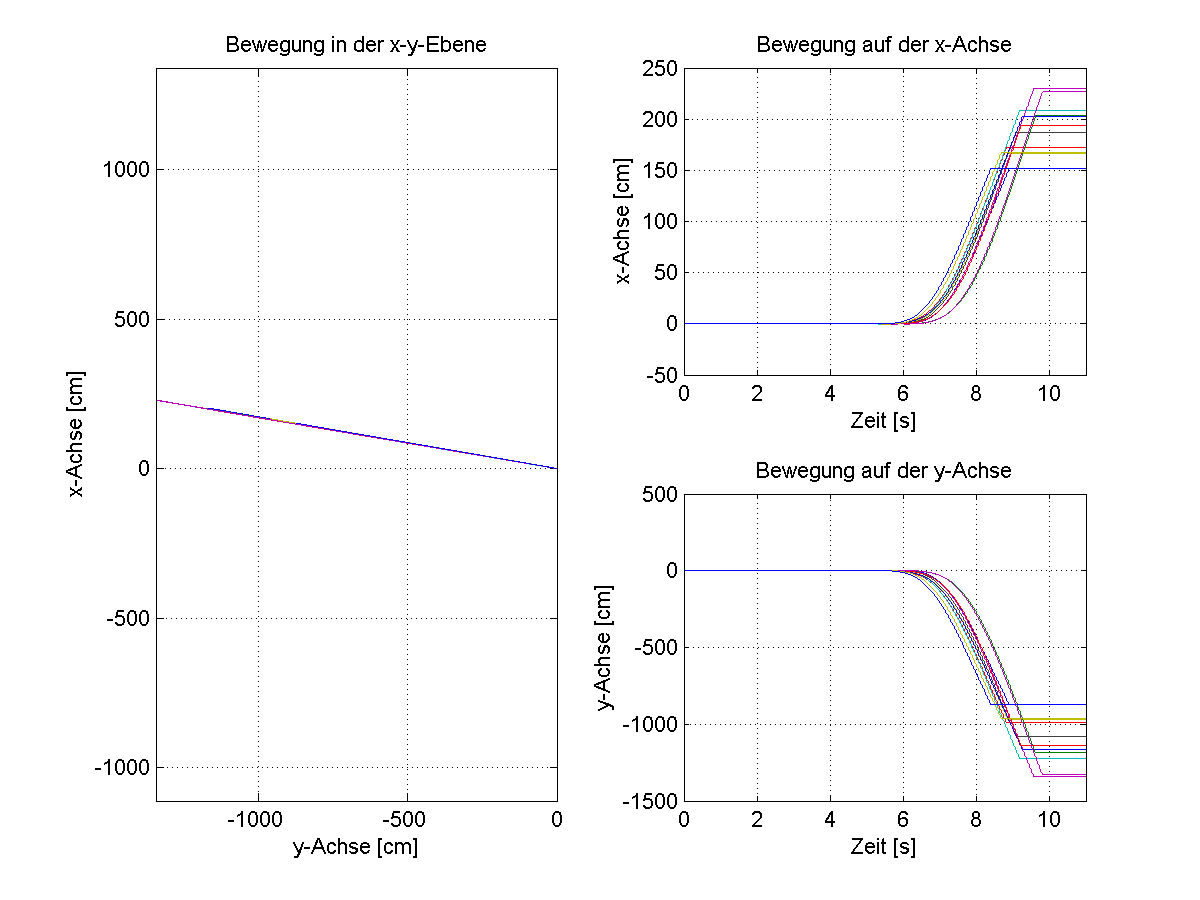 Bewegung in der x-y-Ebene
1000
500
0
-500
-1000
x-Achse [cm]
-1000 -500 0
y-Achse [cm]
Bewegung auf der x-Achse
250
200
150
100
50
0
-50
x-Achse [cm]
0 2 4 6 8 10
Zeit [s]
Bewegung auf der y-Achse
500
0
-500
-1000
-1500
y-Achse [cm]
0 2 4 6 8 10
Zeit [s]